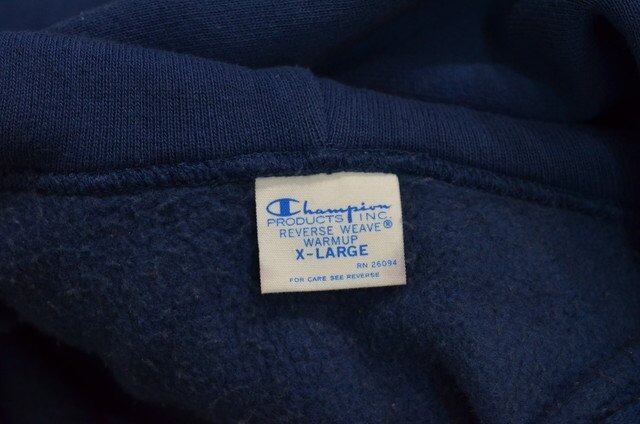 Champion
PRODUCTS INC.
REVERSE WEAVE®
WARMUP
X-LARGE
RN 26094
FOR CARE SEE REVERSE